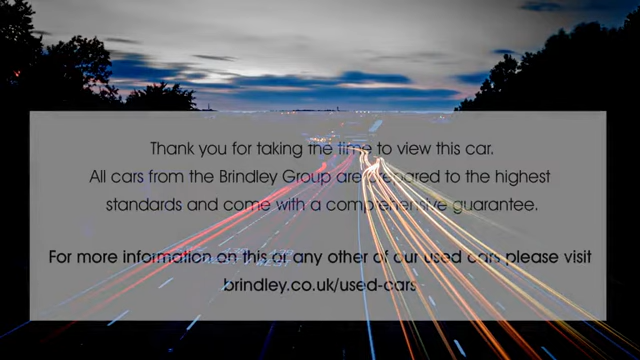 Thank you for taking the time to view this car.
All cars from the Brindley Group are prepared to the highest
standards and come with a comprehensive guarantee.
For more information on this or any other of our used cars please visit
brindley.co.uk/used-cars